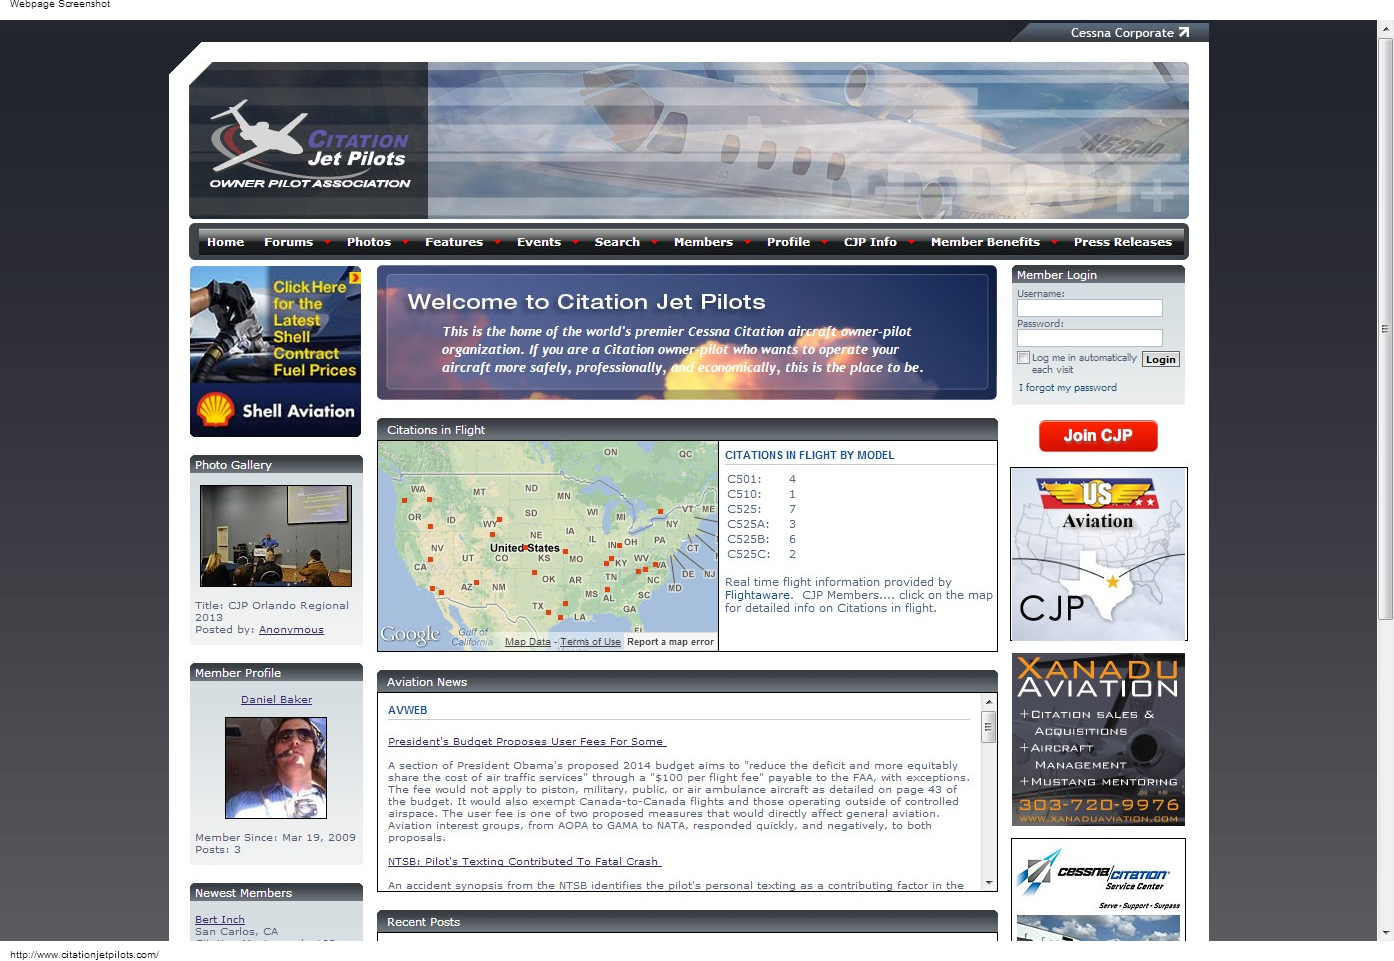 Webpage Screenshot
Cessna Corporate
CITATION
Jet Pilots
OWNER PILOT ASSOCIATION
Home Forums Photos Features Events Search Members Profile CJP Info Member Benefits Press Releases
Click Here
for the
Latest
Shell
Contract
Fuel Prices
Shell Aviation
Photo Gallery
Title: CJP Orlando Regional
2013
Posted by: Anonymous
Member Profile
Daniel Baker
Member Since: Mar 19, 2009
Posts: 3
Newest Members
Bert Inch
San Carlos, CA
Welcome to Citation Jet Pilots
This is the home of the world's premier Cessna Citation aircraft owner-pilot
organization. If you are a Citation owner-pilot who wants to operate your
aircraft more safely, professionally, and economically, this is the place to be.
Citations in Flight
ON QC
WA MT ND MN
OR ID SD WI VT ME
WY MI NY
NE IA
NV UT CO United States IL IN OH PA CT
CA KS MO KY WV VA NJ
AZ NM OK AR TN NC MD DE
MS AL SC
TX LA GA
FL
Gulf of
California
Google
Map Data - Terms of Use Report a map error
CITATIONS IN FLIGHT BY MODEL
C501: 4
C510: 1
C525: 7
C525A: 3
C525B: 6
C525C: 2
Real time flight information provided by
Flightaware. CJP Members.... click on the map
for detailed info on Citations in flight.
Aviation News
AVWEB
President's Budget Proposes User Fees For Some
A section of President Obama's proposed 2014 budget aims to "reduce the deficit and more equitably
share the cost of air traffic services" through a "$100 per flight fee" payable to the FAA, with exceptions.
The fee would not apply to piston, military, public, or air ambulance aircraft as detailed on page 43 of
the budget. It would also exempt Canada-to-Canada flights and those operating outside of controlled
airspace. The user fee is one of two proposed measures that would directly affect general aviation.
Aviation interest groups, from AOPA to GAMA to NATA, responded quickly, and negatively, to both
proposals.
NTSB: Pilot's Texting Contributed To Fatal Crash
An accident synopsis from the NTSB identifies the pilot's personal texting as a contributing factor in the
Recent Posts
Member Login
Username:
Password:
Log me in automatically
each visit
Login
I forgot my password
Join CJP
US
Aviation
CJP
XANADU
AVIATION
+CITATION SALES &
ACQUISITIONS
+AIRCRAFT
MANAGEMENT
+MUSTANG MENTORING
303-720-9976
WWW.XANADUAVIATION.COM
CESSNA/CITATION
Service Center
Serve • Support • Surpass
http://www.citationjetpilots.com/